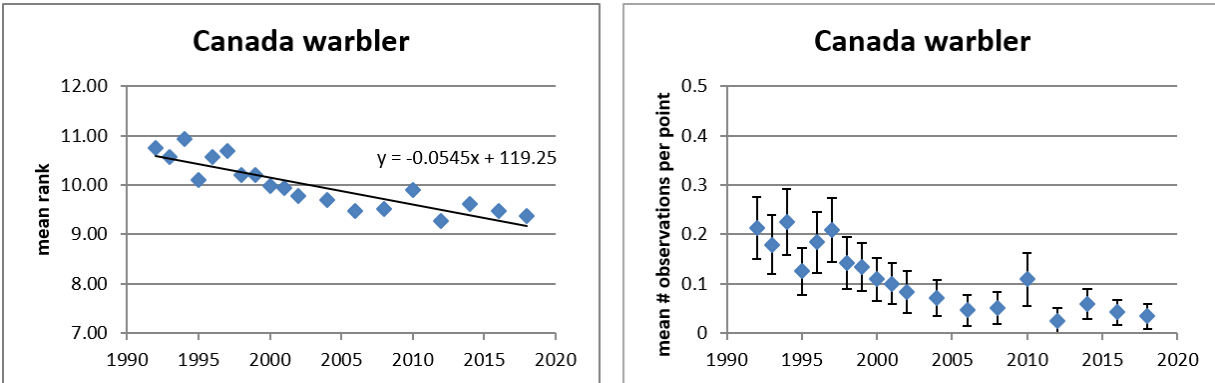 Canada warbler
mean rank
12.00
11.00
10.00
9.00
8.00
7.00
y = -0.0545x + 119.25
1990 1995 2000 2005 2010 2015 2020
Canada warbler
mean # observations per point
0.5
0.4
0.3
0.2
0.1
0
1990 1995 2000 2005 2010 2015 2020